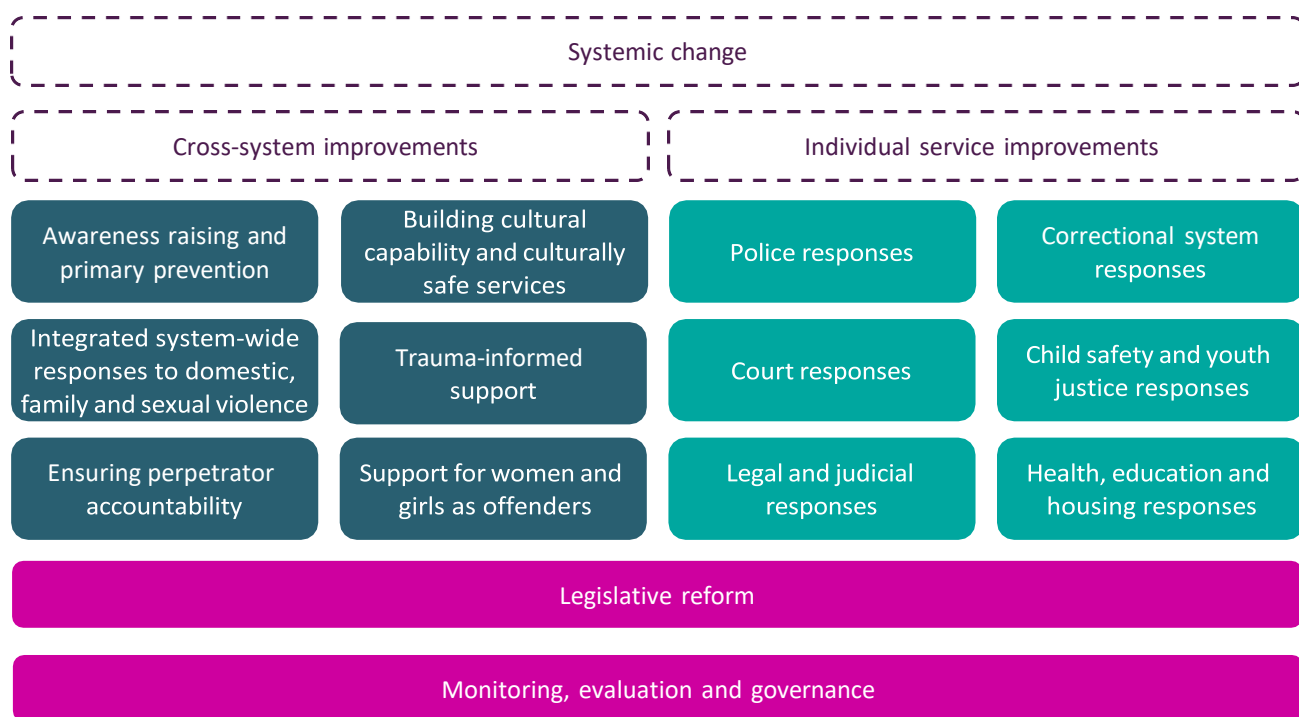 Systemic change
Cross-system improvements
Individual service improvements
Awareness raising and
primary prevention
Building cultural
capability and culturally
safe services
Police responses
Correctional system
responses
Integrated system-wide
responses to domestic,
family and sexual violence
Trauma-informed
support
Court responses
Child safety and youth
justice responses
Ensuring perpetrator
accountability
Support for women and
girls as offenders
Legal and judicial
responses
Health, education and
housing responses
Legislative reform
Monitoring, evaluation and governance